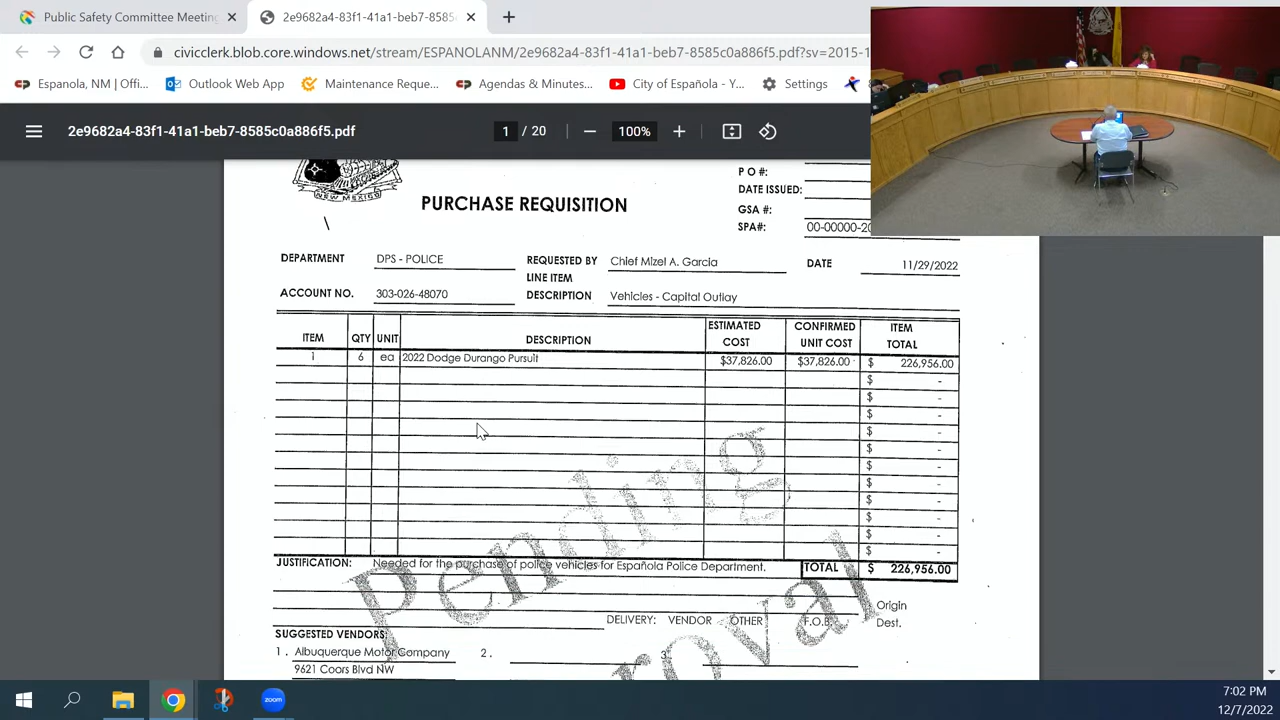 Public Safety Committee Meeting
2e9682a4-83f1-41a1-beb7-8585c
civicclerk.blob.core.windows.net/stream/ESPANOLANM/2e9682a4-83f1-41a1-beb7-8585c0a886f5.pdf?sv=2015-1
Espanola, NM | Offi...
Outlook Web App
Maintenance Reque...
Agendas & Minutes...
City of Española - Y...
Settings
2e9682a4-83f1-41a1-beb7-8585c0a886f5.pdf
1 / 20
100%
NEW MEXICO
PURCHASE REQUISITION
P O #:
DATE ISSUED:
GSA #:
SPA#: 00-00000-20
DEPARTMENT DPS - POLICE REQUESTED BY Chief Mizel A. Garcia DATE 11/29/2022
LINE ITEM
ACCOUNT NO. 303-026-48070 DESCRIPTION Vehicles - Capital Outlay
ITEM QTY UNIT DESCRIPTION ESTIMATED COST CONFIRMED UNIT COST ITEM TOTAL
1 6 ea 2022 Dodge Durango Pursuit $37,826.00 $37,826.00 $ 226,956.00
$ -
$ -
$ -
$ -
$ -
$ -
$ -
$ -
$ -
$ -
$ -
JUSTIFICATION: Needed for the purchase of police vehicles for Española Police Department. TOTAL $ 226,956.00
Pending
DELIVERY: VENDOR OTHER F.O.B. Origin
Dest.
SUGGESTED VENDORS
1 . Albuquerque Motor Company 2 . 3
9621 Coors Blvd NW
zoom
7:02 PM
12/7/2022